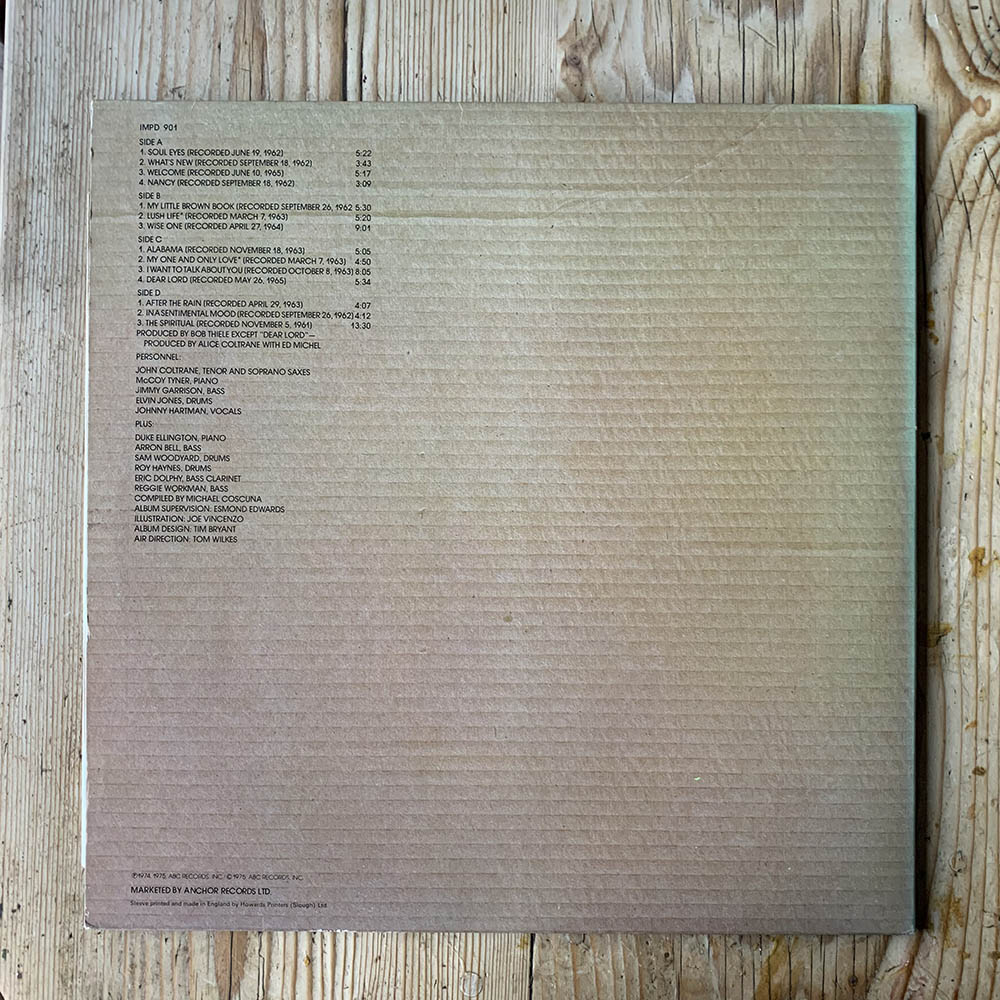 IMPD 901
SIDE A
1. SOUL EYES (RECORDED JUNE 19, 1962) 5:22
2. WHAT'S NEW (RECORDED SEPTEMBER 18, 1962) 3:43
3. WELCOME (RECORDED JUNE 10, 1965) 5:17
4. NANCY (RECORDED SEPTEMBER 18, 1962) 3:09
SIDE B
1. MY LITTLE BROWN BOOK (RECORDED SEPTEMBER 26, 1962 5:30
2. LUSH LIFE* (RECORDED MARCH 7, 1963) 5:20
3. WISE ONE (RECORDED APRIL 27, 1964) 9:01
SIDE C
1. ALABAMA (RECORDED NOVEMBER 18, 1963) 5:05
2. MY ONE AND ONLY LOVE* (RECORDED MARCH 7, 1963) 4:50
3. I WANT TO TALK ABOUT YOU (RECORDED OCTOBER 8, 1963) 8:05
4. DEAR LORD (RECORDED MAY 26, 1965) 5:34
SIDE D
1. AFTER THE RAIN (RECORDED APRIL 29, 1963) 4:07
2. IN A SENTIMENTAL MOOD (RECORDED SEPTEMBER 26, 1962) 4:12
3. THE SPIRITUAL (RECORDED NOVEMBER 5, 1961) 13:30
PRODUCED BY BOB THIELE EXCEPT "DEAR LORD"—
PRODUCED BY ALICE COLTRANE WITH ED MICHEL
PERSONNEL:
JOHN COLTRANE, TENOR AND SOPRANO SAXES
McCOY TYNER, PIANO
JIMMY GARRISON, BASS
ELVIN JONES, DRUMS
JOHNNY HARTMAN, VOCALS
PLUS:
DUKE ELLINGTON, PIANO
ARRON BELL, BASS
SAM WOODYARD, DRUMS
ROY HAYNES, DRUMS
ERIC DOLPHY, BASS CLARINET
REGGIE WORKMAN, BASS
COMPILED BY MICHAEL COSCUNA
ALBUM SUPERVISION: ESMOND EDWARDS
ILLUSTRATION: JOE VINCENZO
ALBUM DESIGN: TIM BRYANT
AIR DIRECTION: TOM WILKES
℗1974, 1975, ABC RECORDS, INC. © 1975 ABC RECORDS, INC.
MARKETED BY ANCHOR RECORDS LTD.
Sleeve printed and made in England by Howards Printers (Slough) Ltd